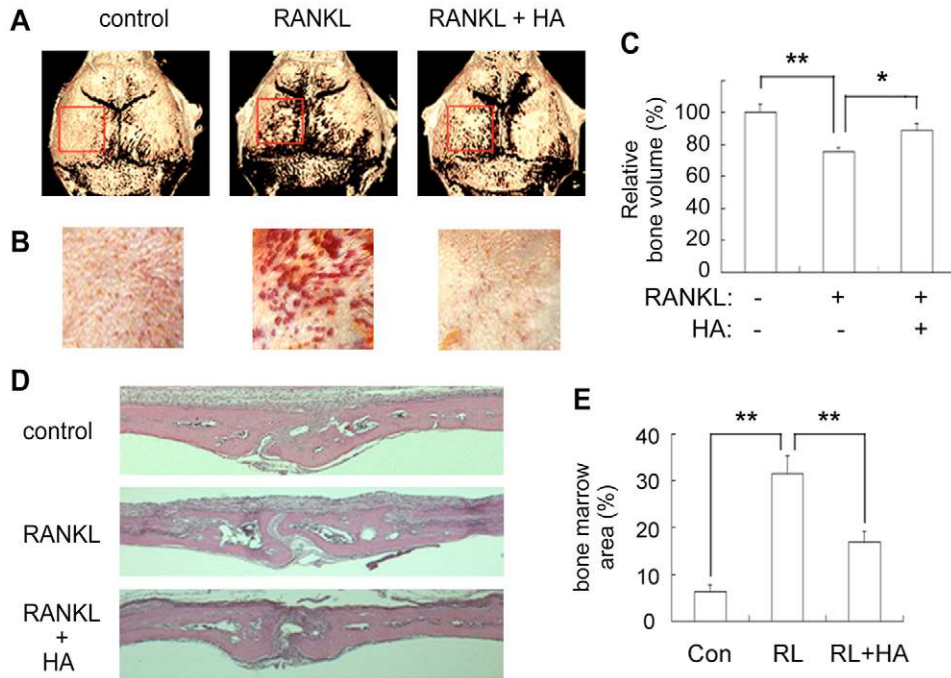 A control RANKL RANKL + HA
B
C
** *
Relative
bone volume (%)
100
80
60
40
20
0
RANKL: - + +
HA: - - +
D
control
RANKL
RANKL
+
HA
E
** **
bone marrow
area (%)
40
30
20
10
0
Con RL RL+HA